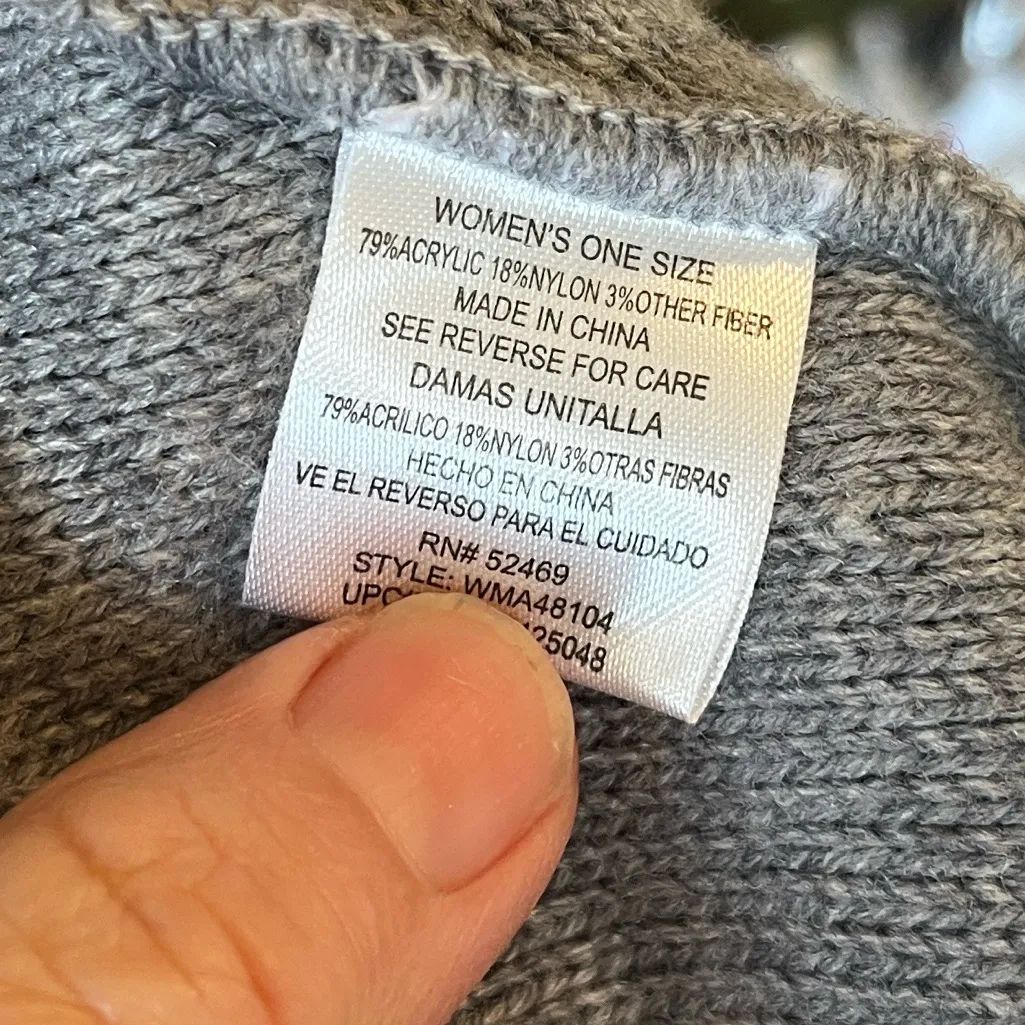 WOMEN'S ONE SIZE
79%ACRYLIC 18%NYLON 3%OTHER FIBER
MADE IN CHINA
SEE REVERSE FOR CARE
DAMAS UNITALLA
79%ACRILICO 18%NYLON 3%OTRAS FIBRAS
HECHO EN CHINA
VE EL REVERSO PARA EL CUIDADO
RN# 52469
STYLE: WMA48104
UPC 25048